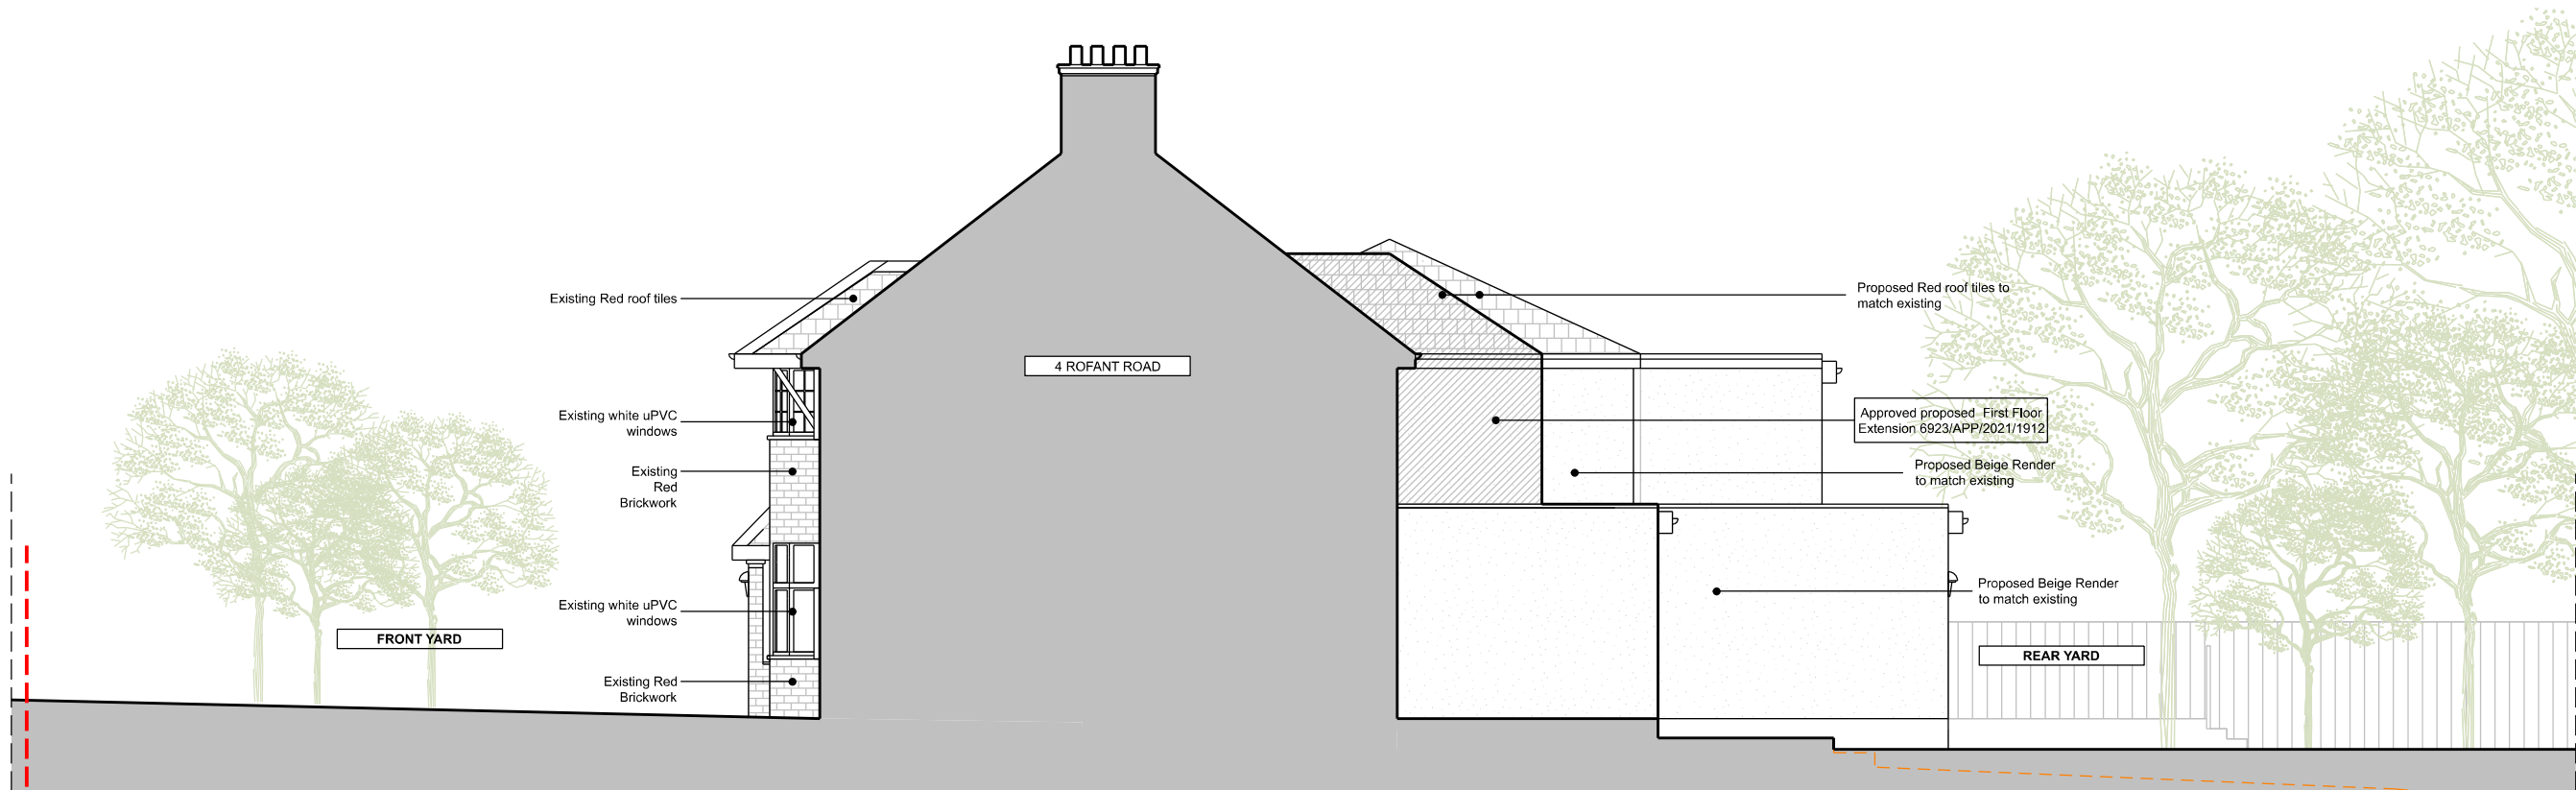 Existing Red roof tiles
Existing white uPVC
windows
Existing
Red
Brickwork
Existing white uPVC
windows
Existing Red
Brickwork
FRONT YARD
4 ROFANT ROAD
Proposed Red roof tiles to
match existing
Approved proposed First Floor
Extension 6923/APP/2021/1912
Proposed Beige Render
to match existing
Proposed Beige Render
to match existing
REAR YARD